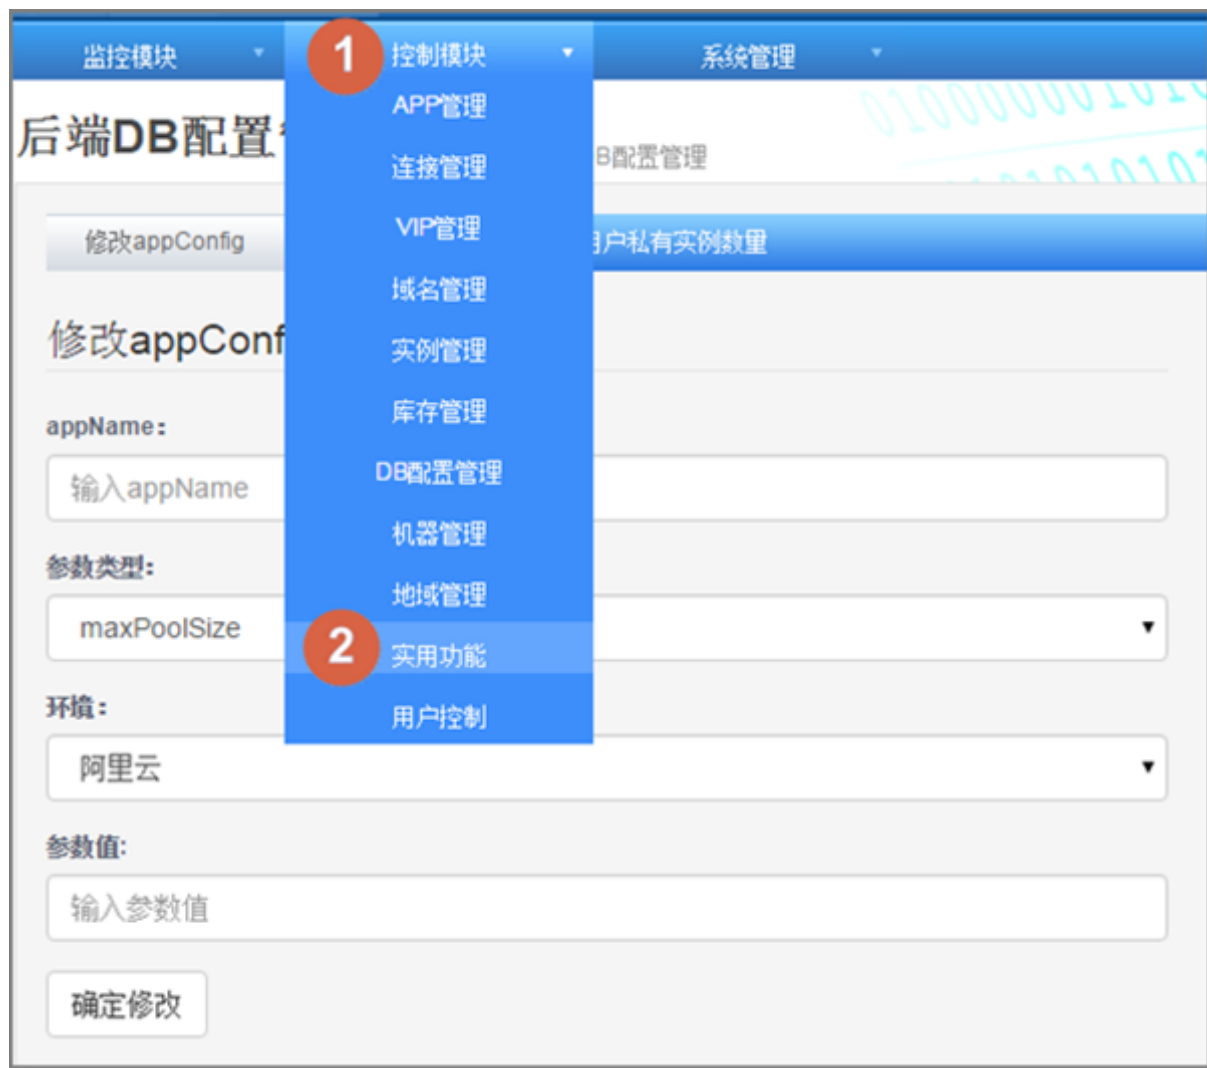 监控模块
1
控制模块
系统管理
APP管理
后端DB配置
B配置管理
连接管理
修改appConfig
VIP管理
户私有实例数量
域名管理
修改appConf
实例管理
appName:
库存管理
输入appName
DB配置管理
机器管理
参数类型:
地域管理
maxPoolSize
2
实用功能
环境:
用户控制
阿里云
参数值:
输入参数值
确定修改